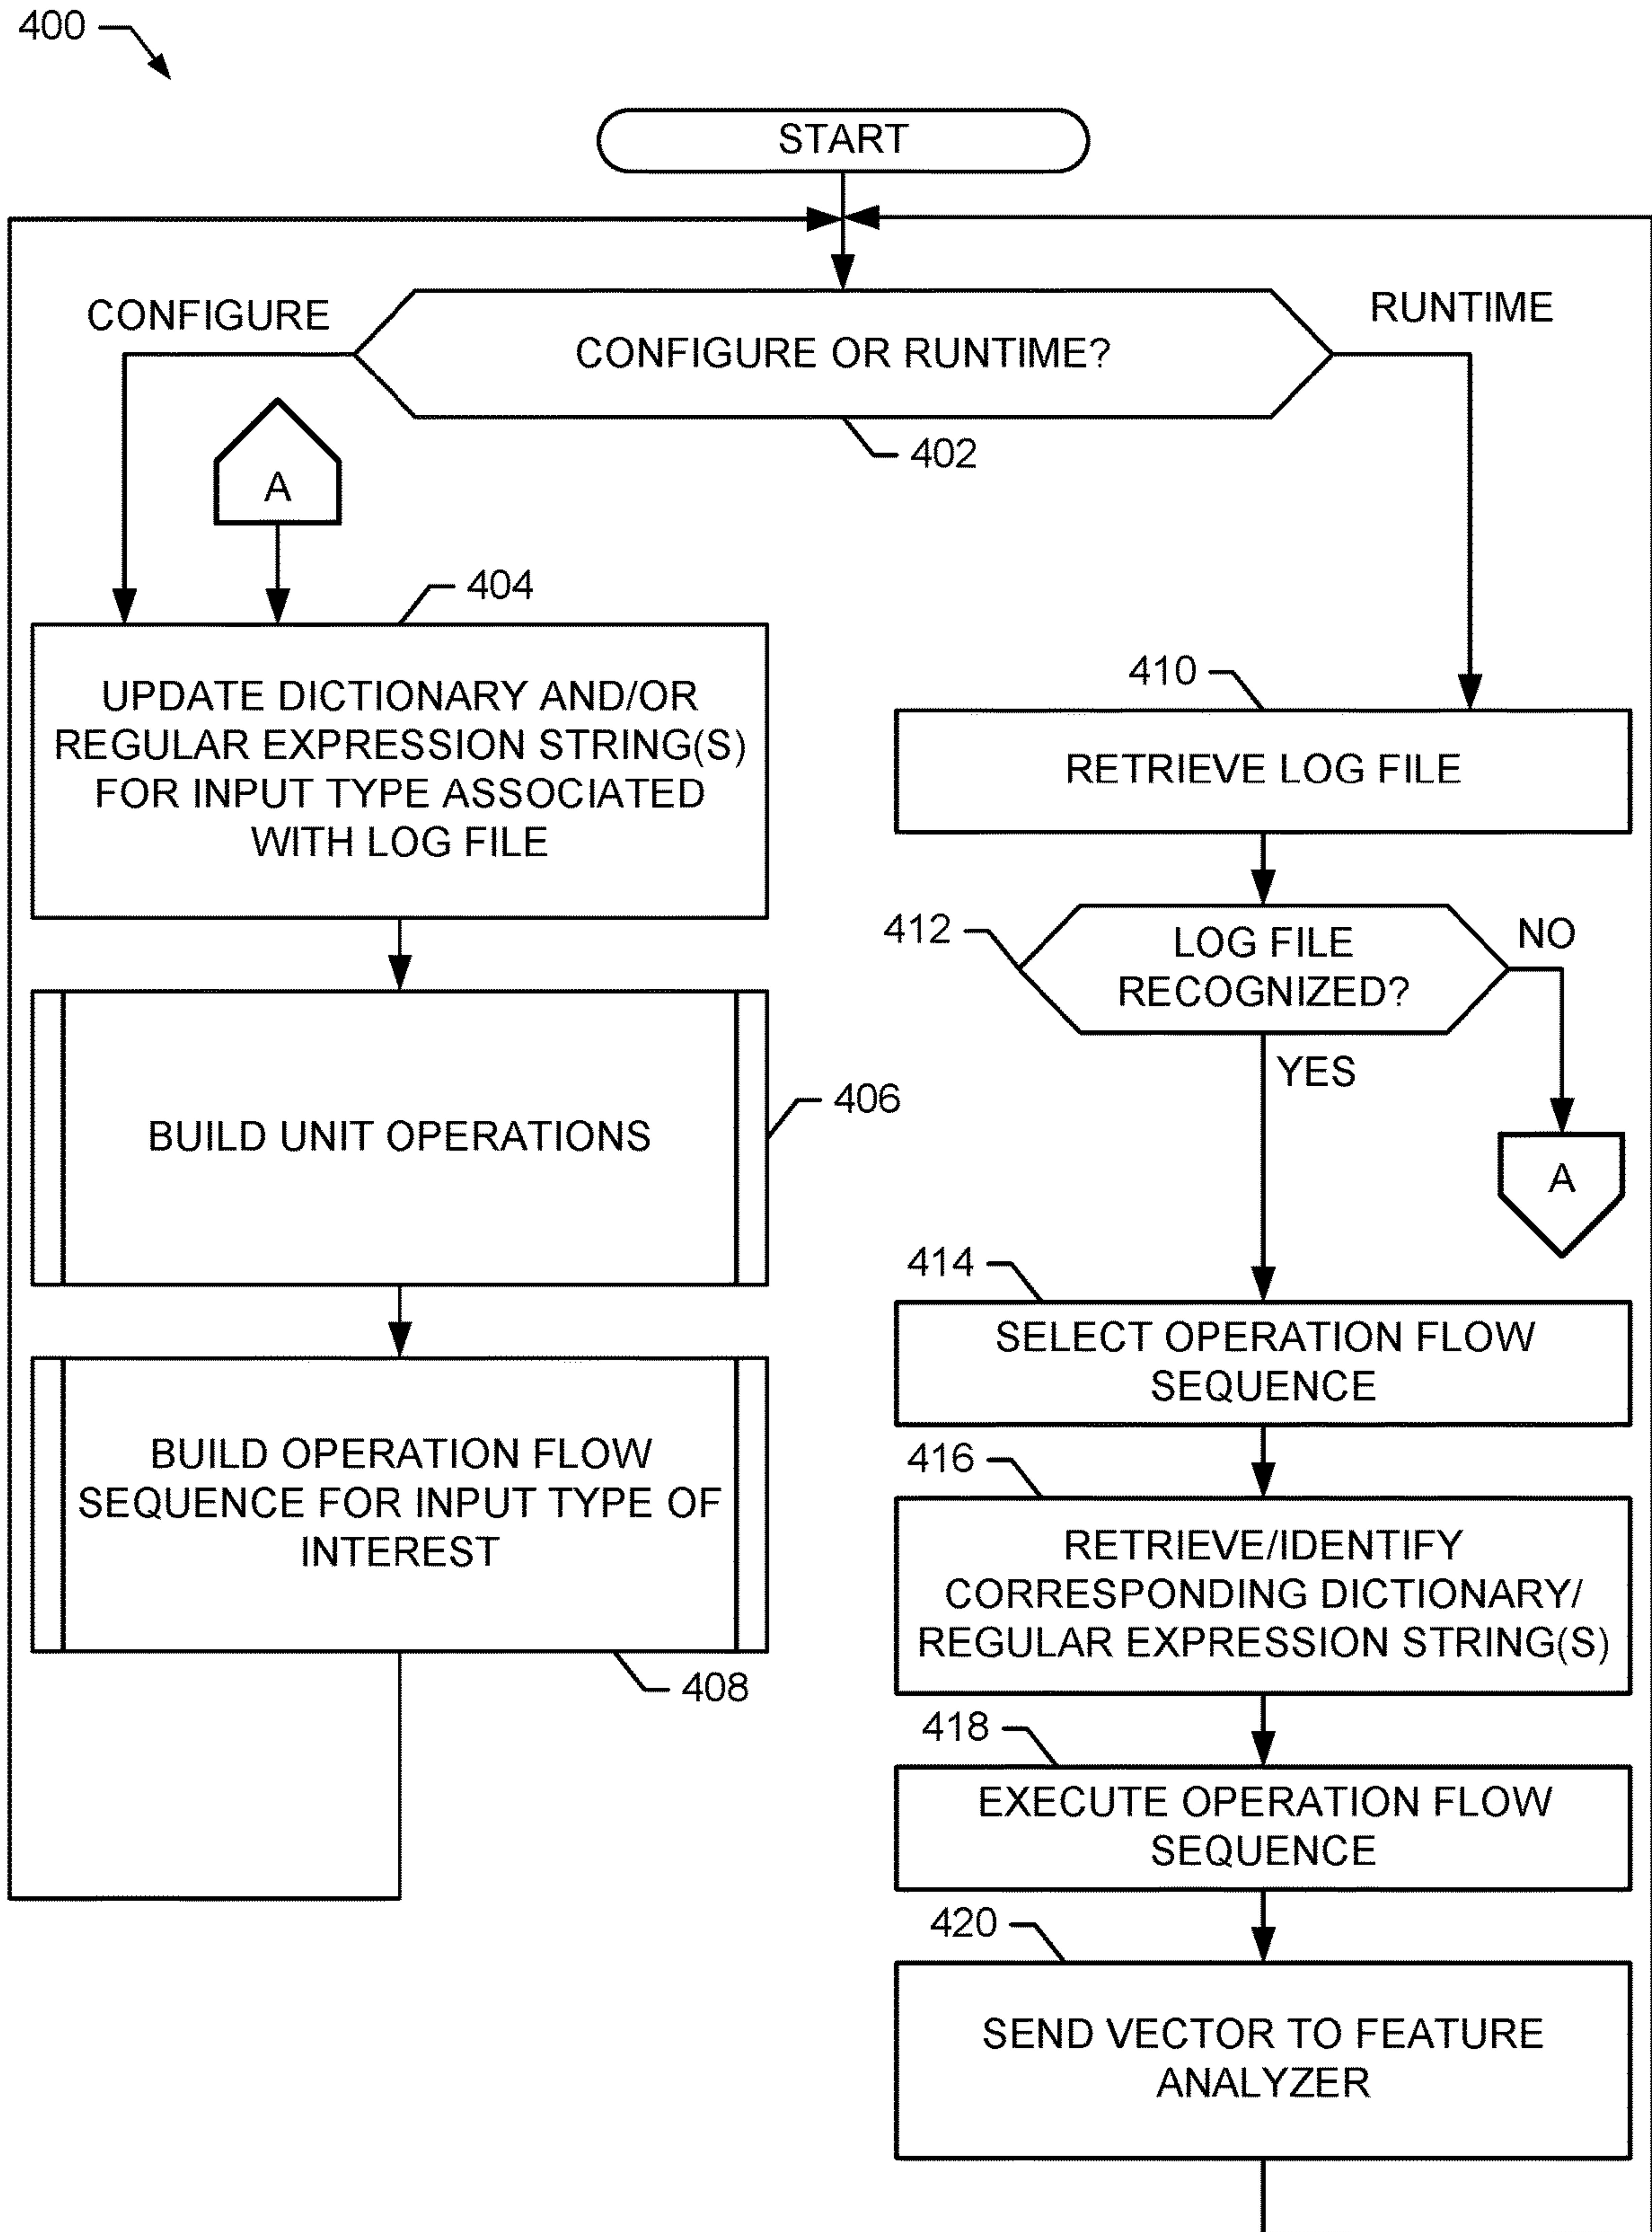 400
START
CONFIGURE
RUNTIME
CONFIGURE OR RUNTIME?
402
A
404
UPDATE DICTIONARY AND/OR
REGULAR EXPRESSION STRING(S)
FOR INPUT TYPE ASSOCIATED
WITH LOG FILE
406
BUILD UNIT OPERATIONS
BUILD OPERATION FLOW
SEQUENCE FOR INPUT TYPE OF
INTEREST
408
410
RETRIEVE LOG FILE
412
LOG FILE
RECOGNIZED?
NO
YES
A
414
SELECT OPERATION FLOW
SEQUENCE
416
RETRIEVE/IDENTIFY
CORRESPONDING DICTIONARY/
REGULAR EXPRESSION STRING(S)
418
EXECUTE OPERATION FLOW
SEQUENCE
420
SEND VECTOR TO FEATURE
ANALYZER